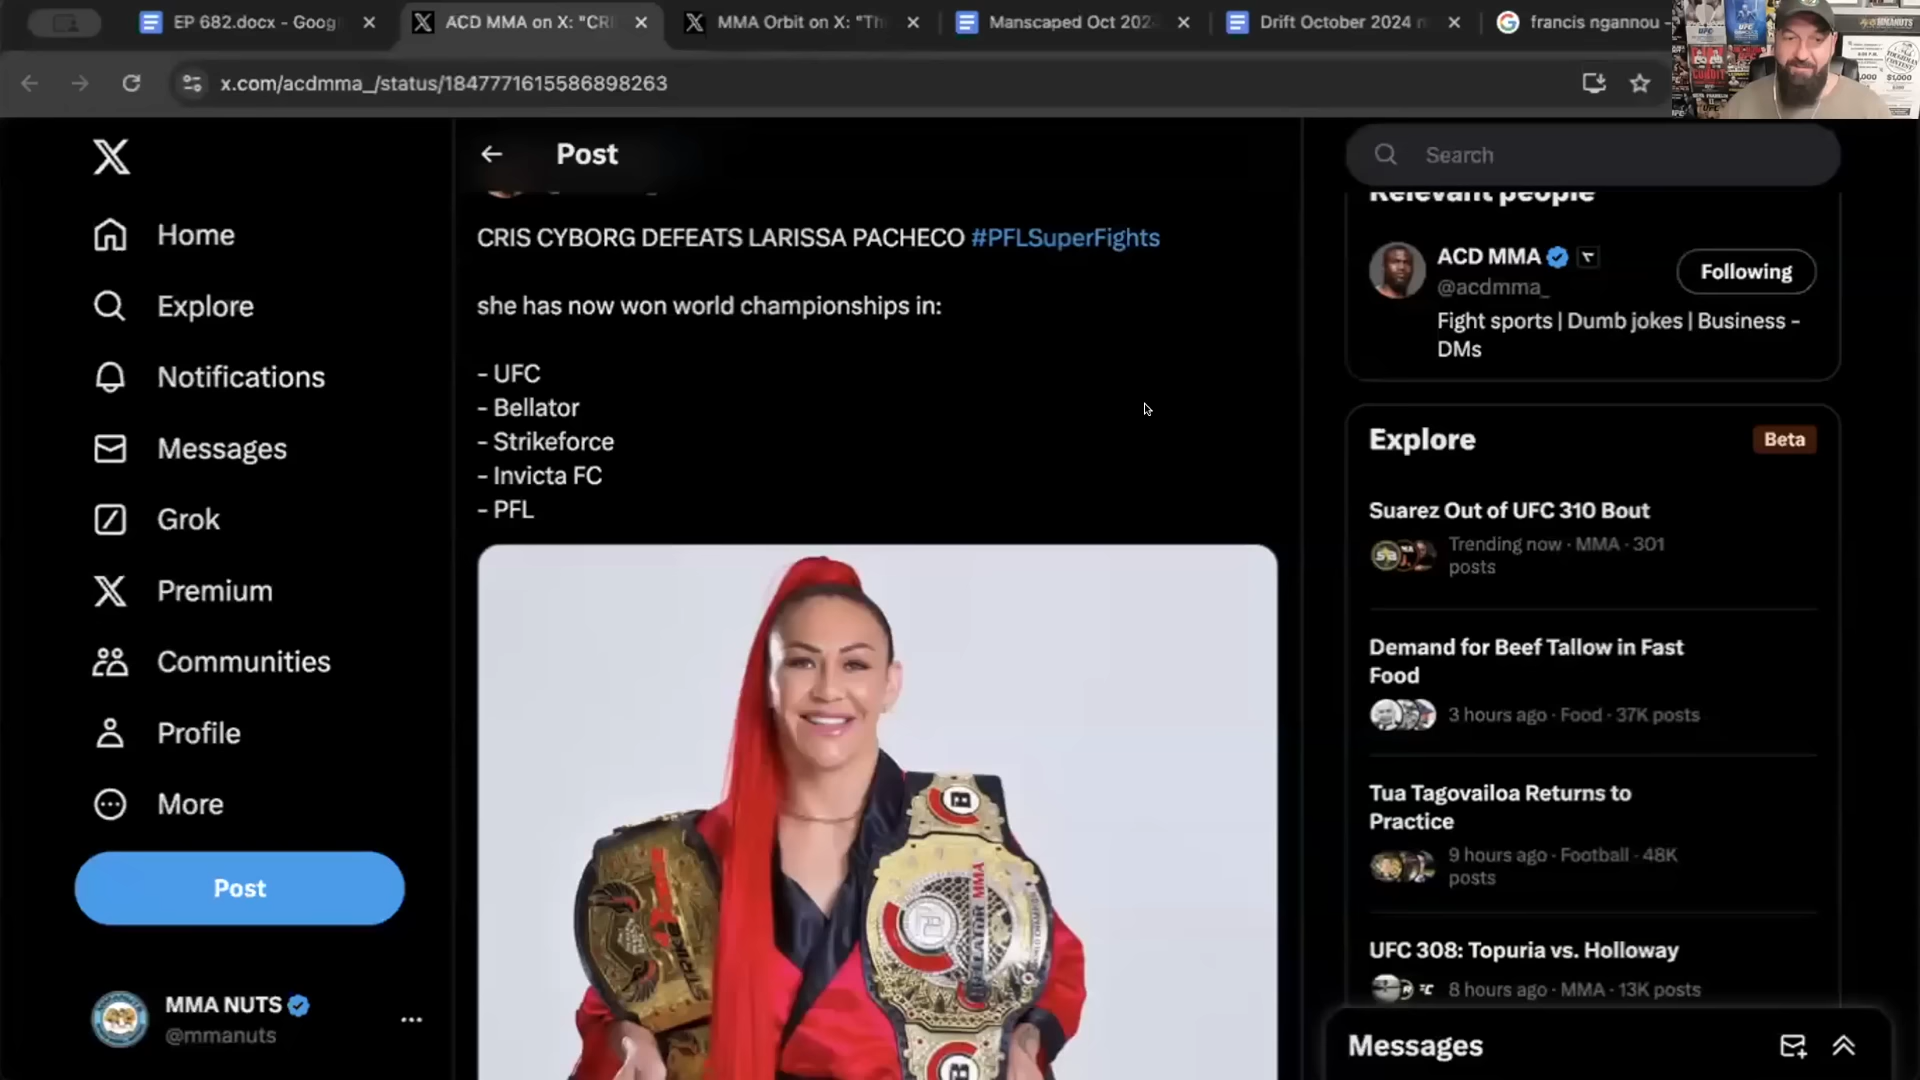 EP 682.docx - Goog
ACD MMA on X: "CRI
MMA Orbit on X: "Th
Manscaped Oct 202
Drift October 2024 m
francis ngannou -
x.com/acdmma_/status/1847771615586898263
Post
Search
Relevant people
CRIS CYBORG DEFEATS LARISSA PACHECO #PFLSuperFights
she has now won world championships in:
- UFC
- Bellator
- Strikeforce
- Invicta FC
- PFL
Home
Explore
Notifications
Messages
Grok
Premium
Communities
Profile
More
Post
MMA NUTS
@mmanuts
ACD MMA
@acdmma_
Following
Fight sports | Dumb jokes | Business -
DMs
Explore
Beta
Suarez Out of UFC 310 Bout
Trending now · MMA · 301
posts
Demand for Beef Tallow in Fast
Food
3 hours ago · Food · 37K posts
Tua Tagovailoa Returns to
Practice
9 hours ago · Football · 48K
posts
UFC 308: Topuria vs. Holloway
8 hours ago · MMA · 13K posts
Messages
BELLATOR MMA